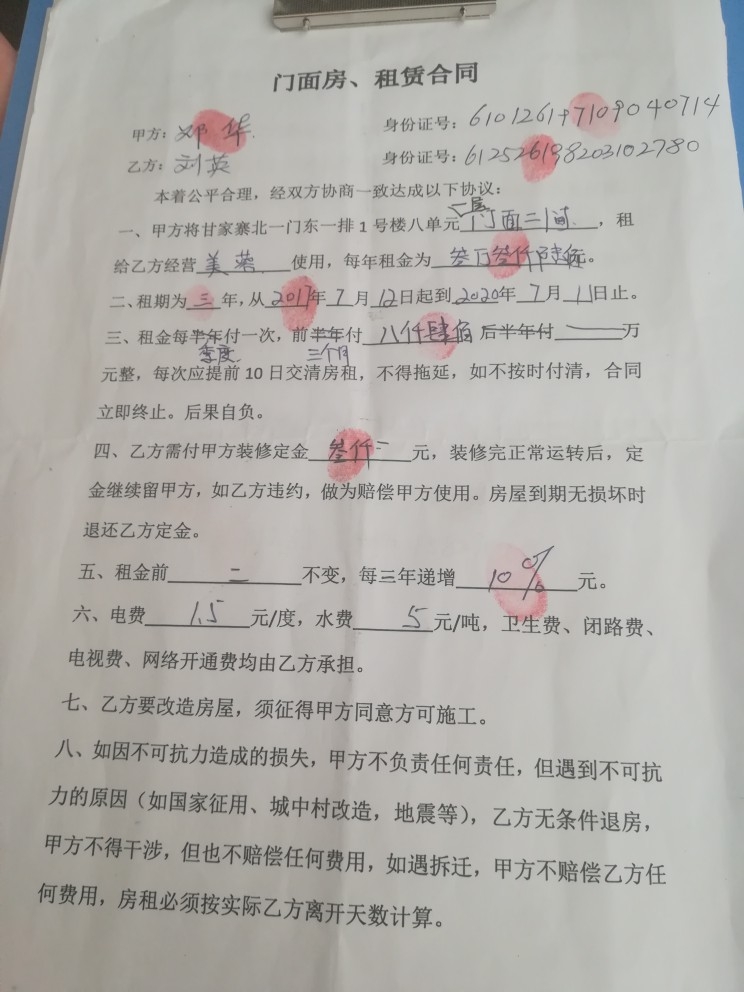 门面房、租赁合同
甲方：邓华 身份证号：610126197109040714
乙方：刘英 身份证号：612526198203102780
本着公平合理，经双方协商一致达成以下协议：
一层
一、甲方将甘家寨北一门东一排1号楼八单元门面二间，租
给乙方经营美蓉使用，每年租金为叁万叁仟陆佰。
二、租期为三年，从2017年7月12日起到2020年7月11日止。
三、租金每半年付一次，前半年付八仟肆佰后半年付万
季度 三个月
元整，每次应提前10日交清房租，不得拖延，如不按时付清，合同
立即终止。后果自负。
四、乙方需付甲方装修定金叁仟元，装修完正常运转后，定
金继续留甲方，如乙方违约，做为赔偿甲方使用。房屋到期无损坏时
退还乙方定金。
五、租金前二不变，每三年递增10%元。
六、电费1.5元/度，水费5元/吨，卫生费、闭路费、
电视费、网络开通费均由乙方承担。
七、乙方要改造房屋，须征得甲方同意方可施工。
八、如因不可抗力造成的损失，甲方不负责任何责任，但遇到不可抗
力的原因（如国家征用、城中村改造，地震等），乙方无条件退房，
甲方不得干涉，但也不赔偿任何费用，如遇拆迁，甲方不赔偿乙方任
何费用，房租必须按实际乙方离开天数计算。